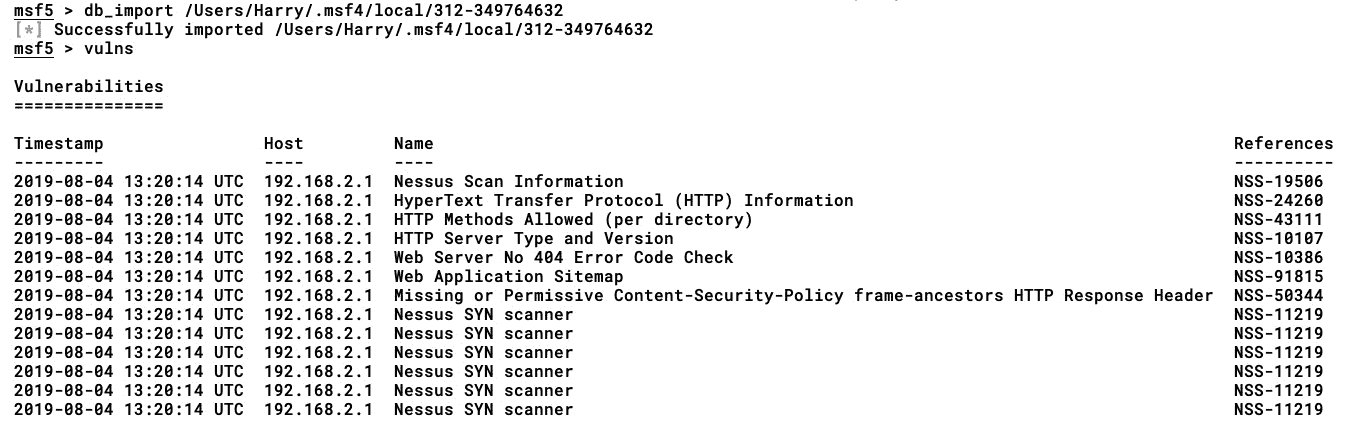 msf5 > db_import /Users/Harry/.msf4/local/312-349764632
[*] Successfully imported /Users/Harry/.msf4/local/312-349764632
msf5 > vulns
Vulnerabilities
===============
Timestamp Host Name References
--------- ---- ---- ----------
2019-08-04 13:20:14 UTC 192.168.2.1 Nessus Scan Information NSS-19506
2019-08-04 13:20:14 UTC 192.168.2.1 HyperText Transfer Protocol (HTTP) Information NSS-24260
2019-08-04 13:20:14 UTC 192.168.2.1 HTTP Methods Allowed (per directory) NSS-43111
2019-08-04 13:20:14 UTC 192.168.2.1 HTTP Server Type and Version NSS-10107
2019-08-04 13:20:14 UTC 192.168.2.1 Web Server No 404 Error Code Check NSS-10386
2019-08-04 13:20:14 UTC 192.168.2.1 Web Application Sitemap NSS-91815
2019-08-04 13:20:14 UTC 192.168.2.1 Missing or Permissive Content-Security-Policy frame-ancestors HTTP Response Header NSS-50344
2019-08-04 13:20:14 UTC 192.168.2.1 Nessus SYN scanner NSS-11219
2019-08-04 13:20:14 UTC 192.168.2.1 Nessus SYN scanner NSS-11219
2019-08-04 13:20:14 UTC 192.168.2.1 Nessus SYN scanner NSS-11219
2019-08-04 13:20:14 UTC 192.168.2.1 Nessus SYN scanner NSS-11219
2019-08-04 13:20:14 UTC 192.168.2.1 Nessus SYN scanner NSS-11219
2019-08-04 13:20:14 UTC 192.168.2.1 Nessus SYN scanner NSS-11219